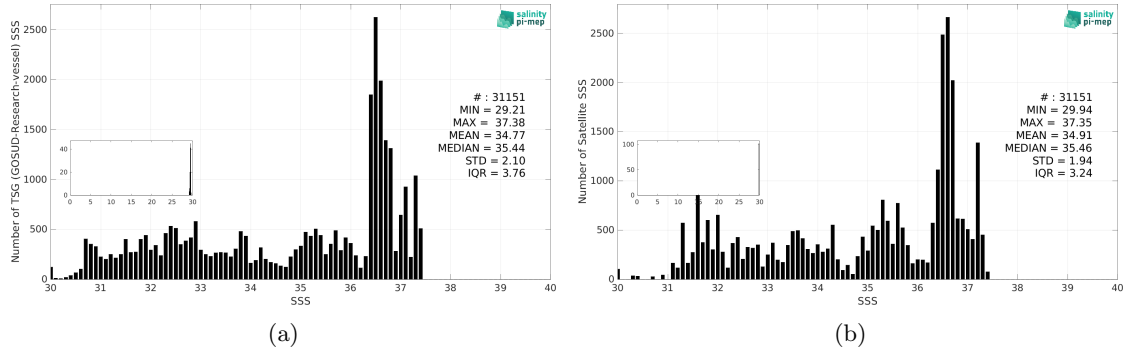 salinity
pi-mep
Number of TSG (GOSUD-Research-vessel) SSS
2500
2000
1500
1000
500
0
# : 31151
MIN = 29.21
MAX = 37.38
MEAN = 34.77
MEDIAN = 35.44
STD = 2.10
IQR = 3.76
40
20
0
0 5 10 15 20 25 30
30 31 32 33 34 35 36 37 38 39 40
SSS
(a)
salinity
pi-mep
Number of Satellite SSS
2500
2000
1500
1000
500
0
# : 31151
MIN = 29.94
MAX = 37.35
MEAN = 34.91
MEDIAN = 35.46
STD = 1.94
IQR = 3.24
100
50
0
0 5 10 15 20 25 30
30 31 32 33 34 35 36 37 38 39 40
SSS
(b)